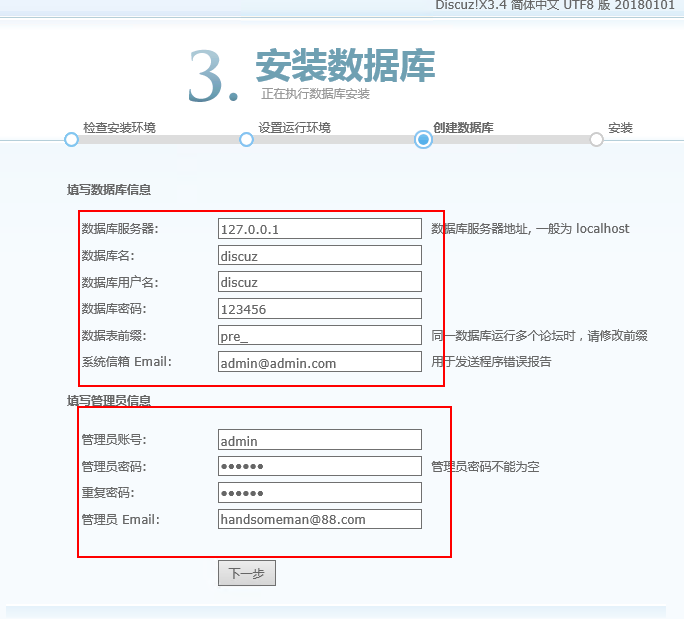 Discuz!X3.4 简体中文 UTF8 版 20180101
3. 安装数据库
正在执行数据库安装
检查安装环境 设置运行环境 创建数据库 安装
填写数据库信息
数据库服务器: 127.0.0.1 数据库服务器地址, 一般为 localhost
数据库名: discuz
数据库用户名: discuz
数据库密码: 123456
数据表前缀: pre_ 同一数据库运行多个论坛时，请修改前缀
系统信箱 Email: admin@admin.com 用于发送程序错误报告
填写管理员信息
管理员账号: admin
管理员密码: •••••• 管理员密码不能为空
重复密码: ••••••
管理员 Email: handsomeman@88.com
下一步